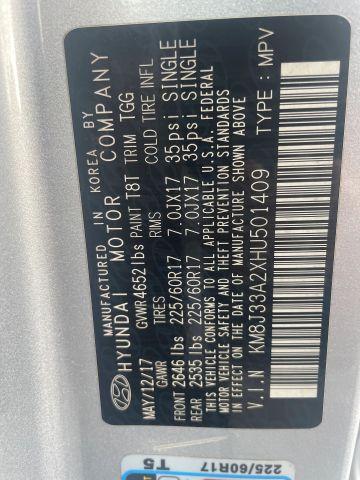 MANUFACTURED IN KOREA BY
HYUNDAI MOTOR COMPANY
MAY/12/17 GVWR 4652 lbs PAINT T8T TRIM TGG
GAWR TIRES RIMS COLD TIRE INFL
FRONT 2646 lbs 225/60R17 7.0JX17 35psi SINGLE
REAR 2535 lbs 225/60R17 7.0JX17 35psi SINGLE
THIS VEHICLE CONFORMS TO ALL APPLICABLE U.S.A. FEDERAL
MOTOR VEHICLE SAFETY AND THEFT PREVENTION STANDARDS
IN EFFECT ON THE DATE OF MANUFACTURE SHOWN ABOVE
V.I.N KM8J33A2XHU501409 TYPE : MPV
225/60R17
T5